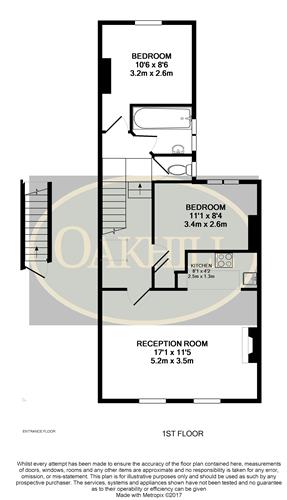 BEDROOM
10'6 x 8'6
3.2m x 2.6m
BEDROOM
11'1 x 8'4
3.4m x 2.6m
OAKHILL
KITCHEN
8'1 x 4'2
2.5m x 1.3m
RECEPTION ROOM
17'1 x 11'5
5.2m x 3.5m
ENTRANCE FLOOR
1ST FLOOR
Whilst every attempt has been made to ensure the accuracy of the floor plan contained here, measurements
of doors, windows, rooms and any other items are approximate and no responsibility is taken for any error,
omission, or mis-statement. This plan is for illustrative purposes only and should be used as such by any
prospective purchaser. The services, systems and appliances shown have not been tested and no guarantee
as to their operability or efficiency can be given
Made with Metropix ©2017